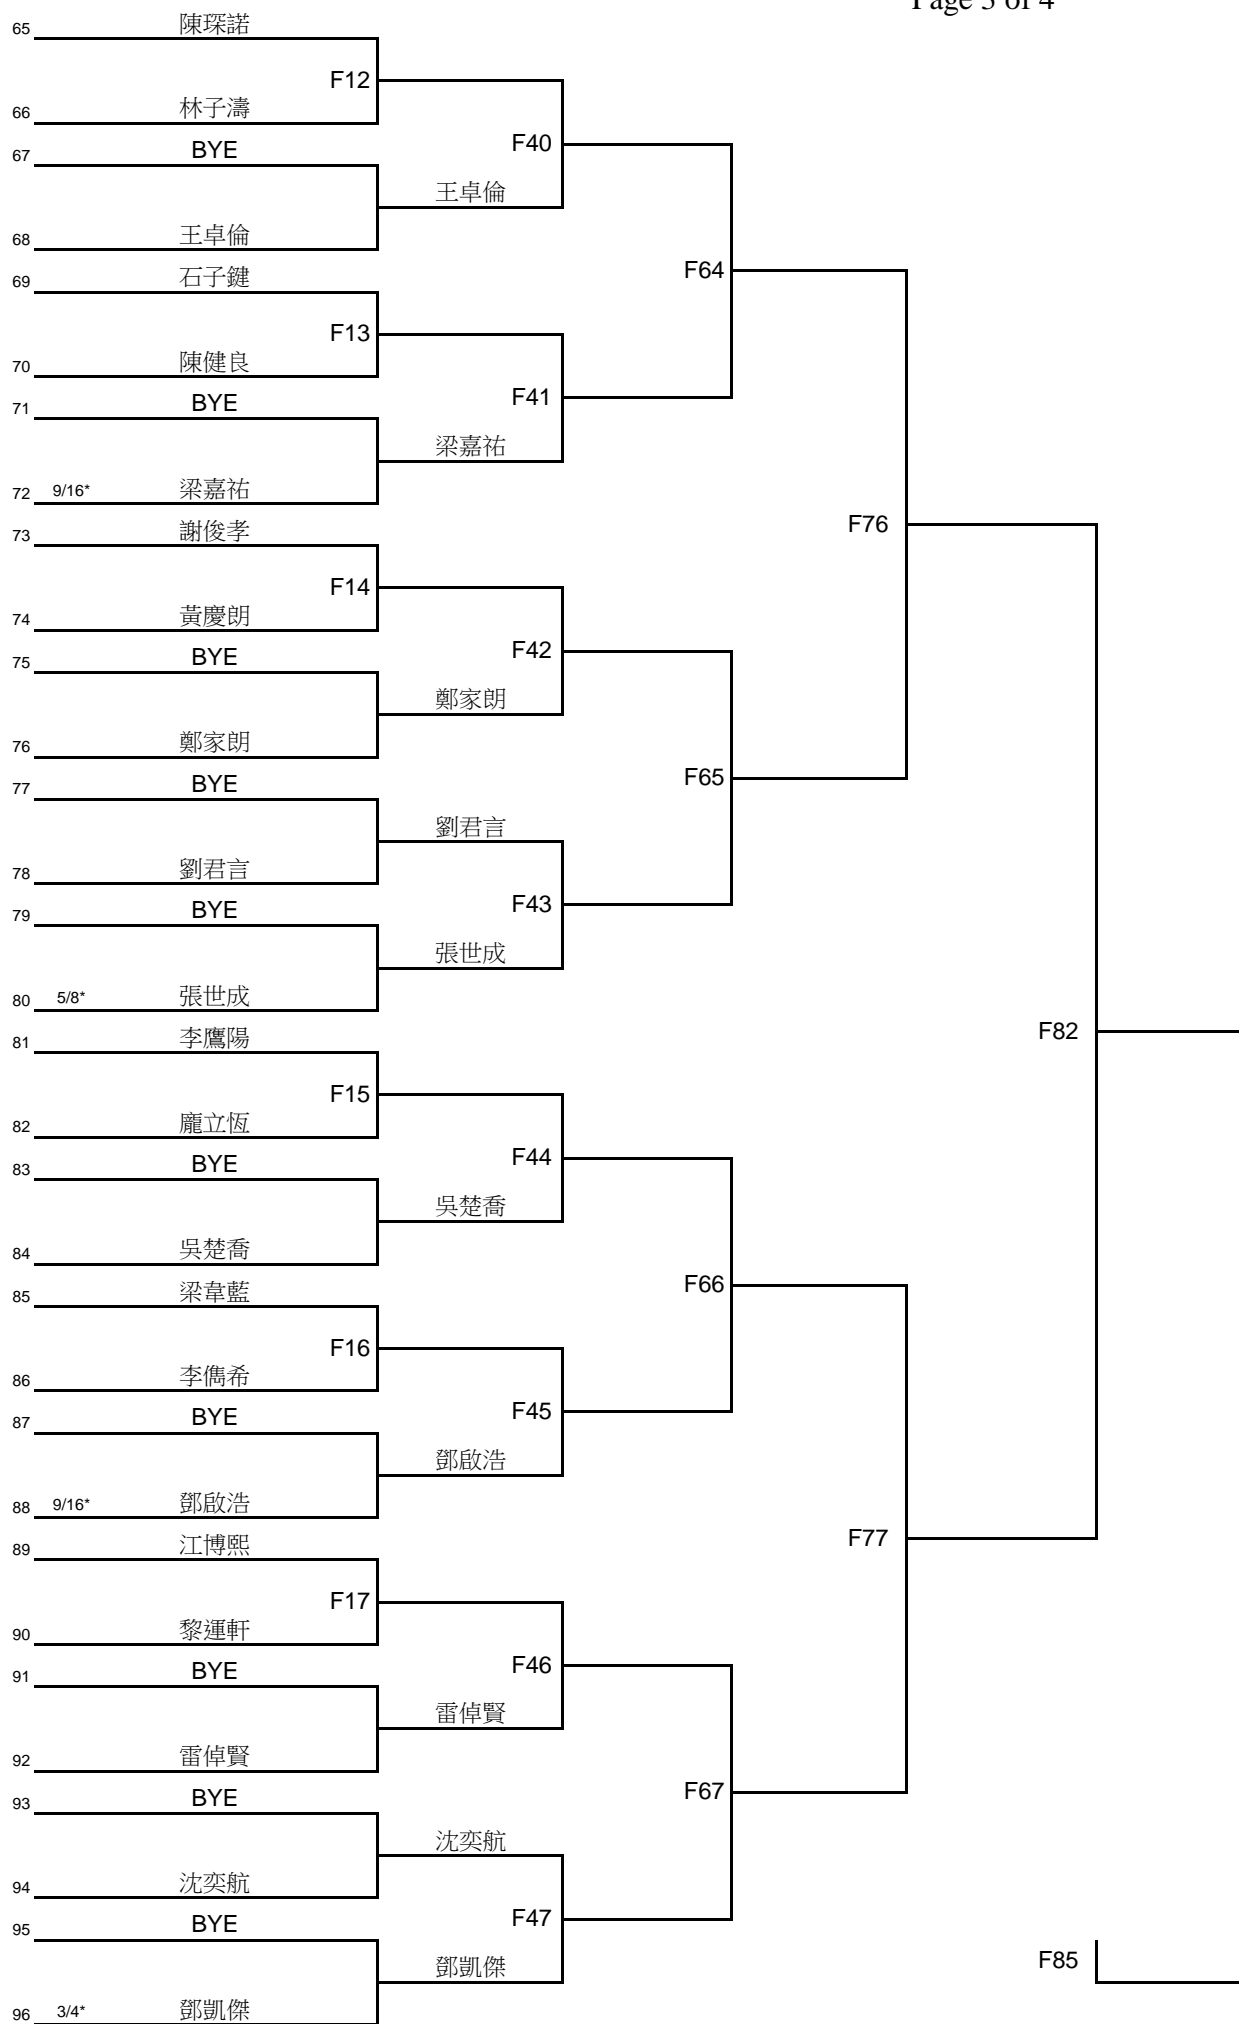 Page 3 of 4
65 陳琛諾
F12
66 林子濤
67 BYE
F40
王卓倫
68 王卓倫
F64
69 石子鍵
F13
70 陳健良
71 BYE
F41
梁嘉祐
72 9/16* 梁嘉祐
73 謝俊孝
F76
F14
74 黃慶朗
75 BYE
F42
鄭家朗
76 鄭家朗
77 BYE
F65
劉君言
78 劉君言
79 BYE
F43
張世成
80 5/8* 張世成
81 李鷹陽
F82
F15
82 龐立恆
83 BYE
F44
吳楚喬
84 吳楚喬
85 梁韋藍
F66
F16
86 李儁希
87 BYE
F45
鄧啟浩
88 9/16* 鄧啟浩
89 江博熙
F77
F17
90 黎運軒
91 BYE
F46
雷倬賢
92 雷倬賢
93 BYE
F67
沈奕航
94 沈奕航
95 BYE
F47
鄧凱傑
F85
96 3/4* 鄧凱傑